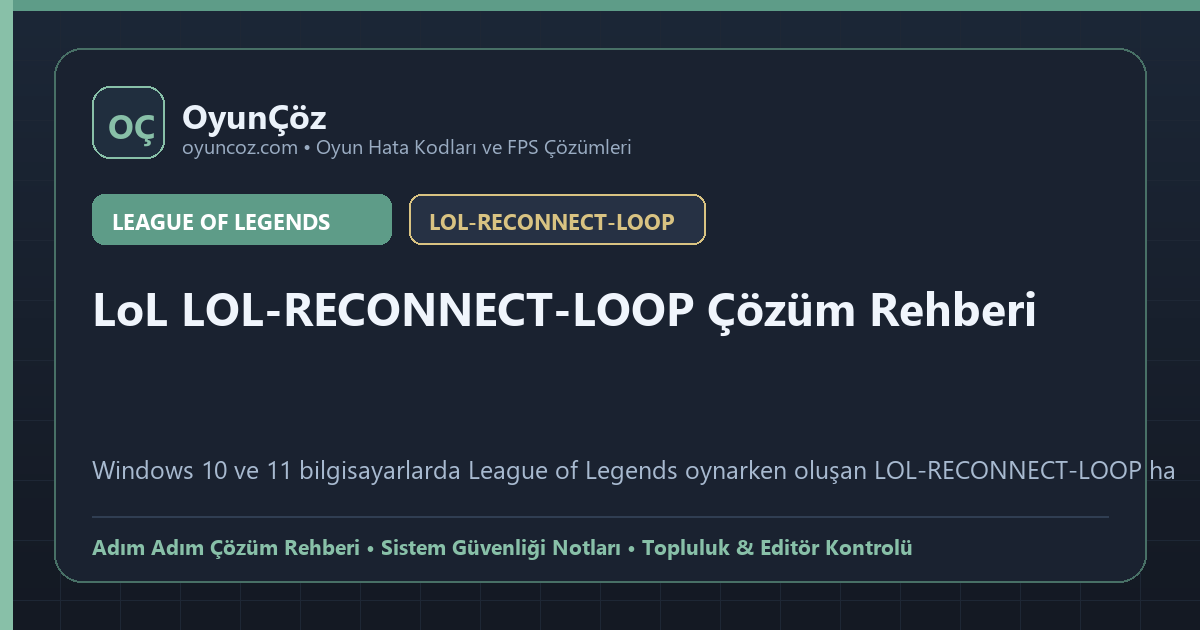 OÇ
OyunÇöz
oyuncoz.com • Oyun Hata Kodları ve FPS Çözümleri
LEAGUE OF LEGENDS
LOL-RECONNECT-LOOP
LoL LOL-RECONNECT-LOOP Çözüm Rehberi
Windows 10 ve 11 bilgisayarlarda League of Legends oynarken oluşan LOL-RECONNECT-LOOP ha
Adım Adım Çözüm Rehberi • Sistem Güvenliği Notları • Topluluk & Editör Kontrolü